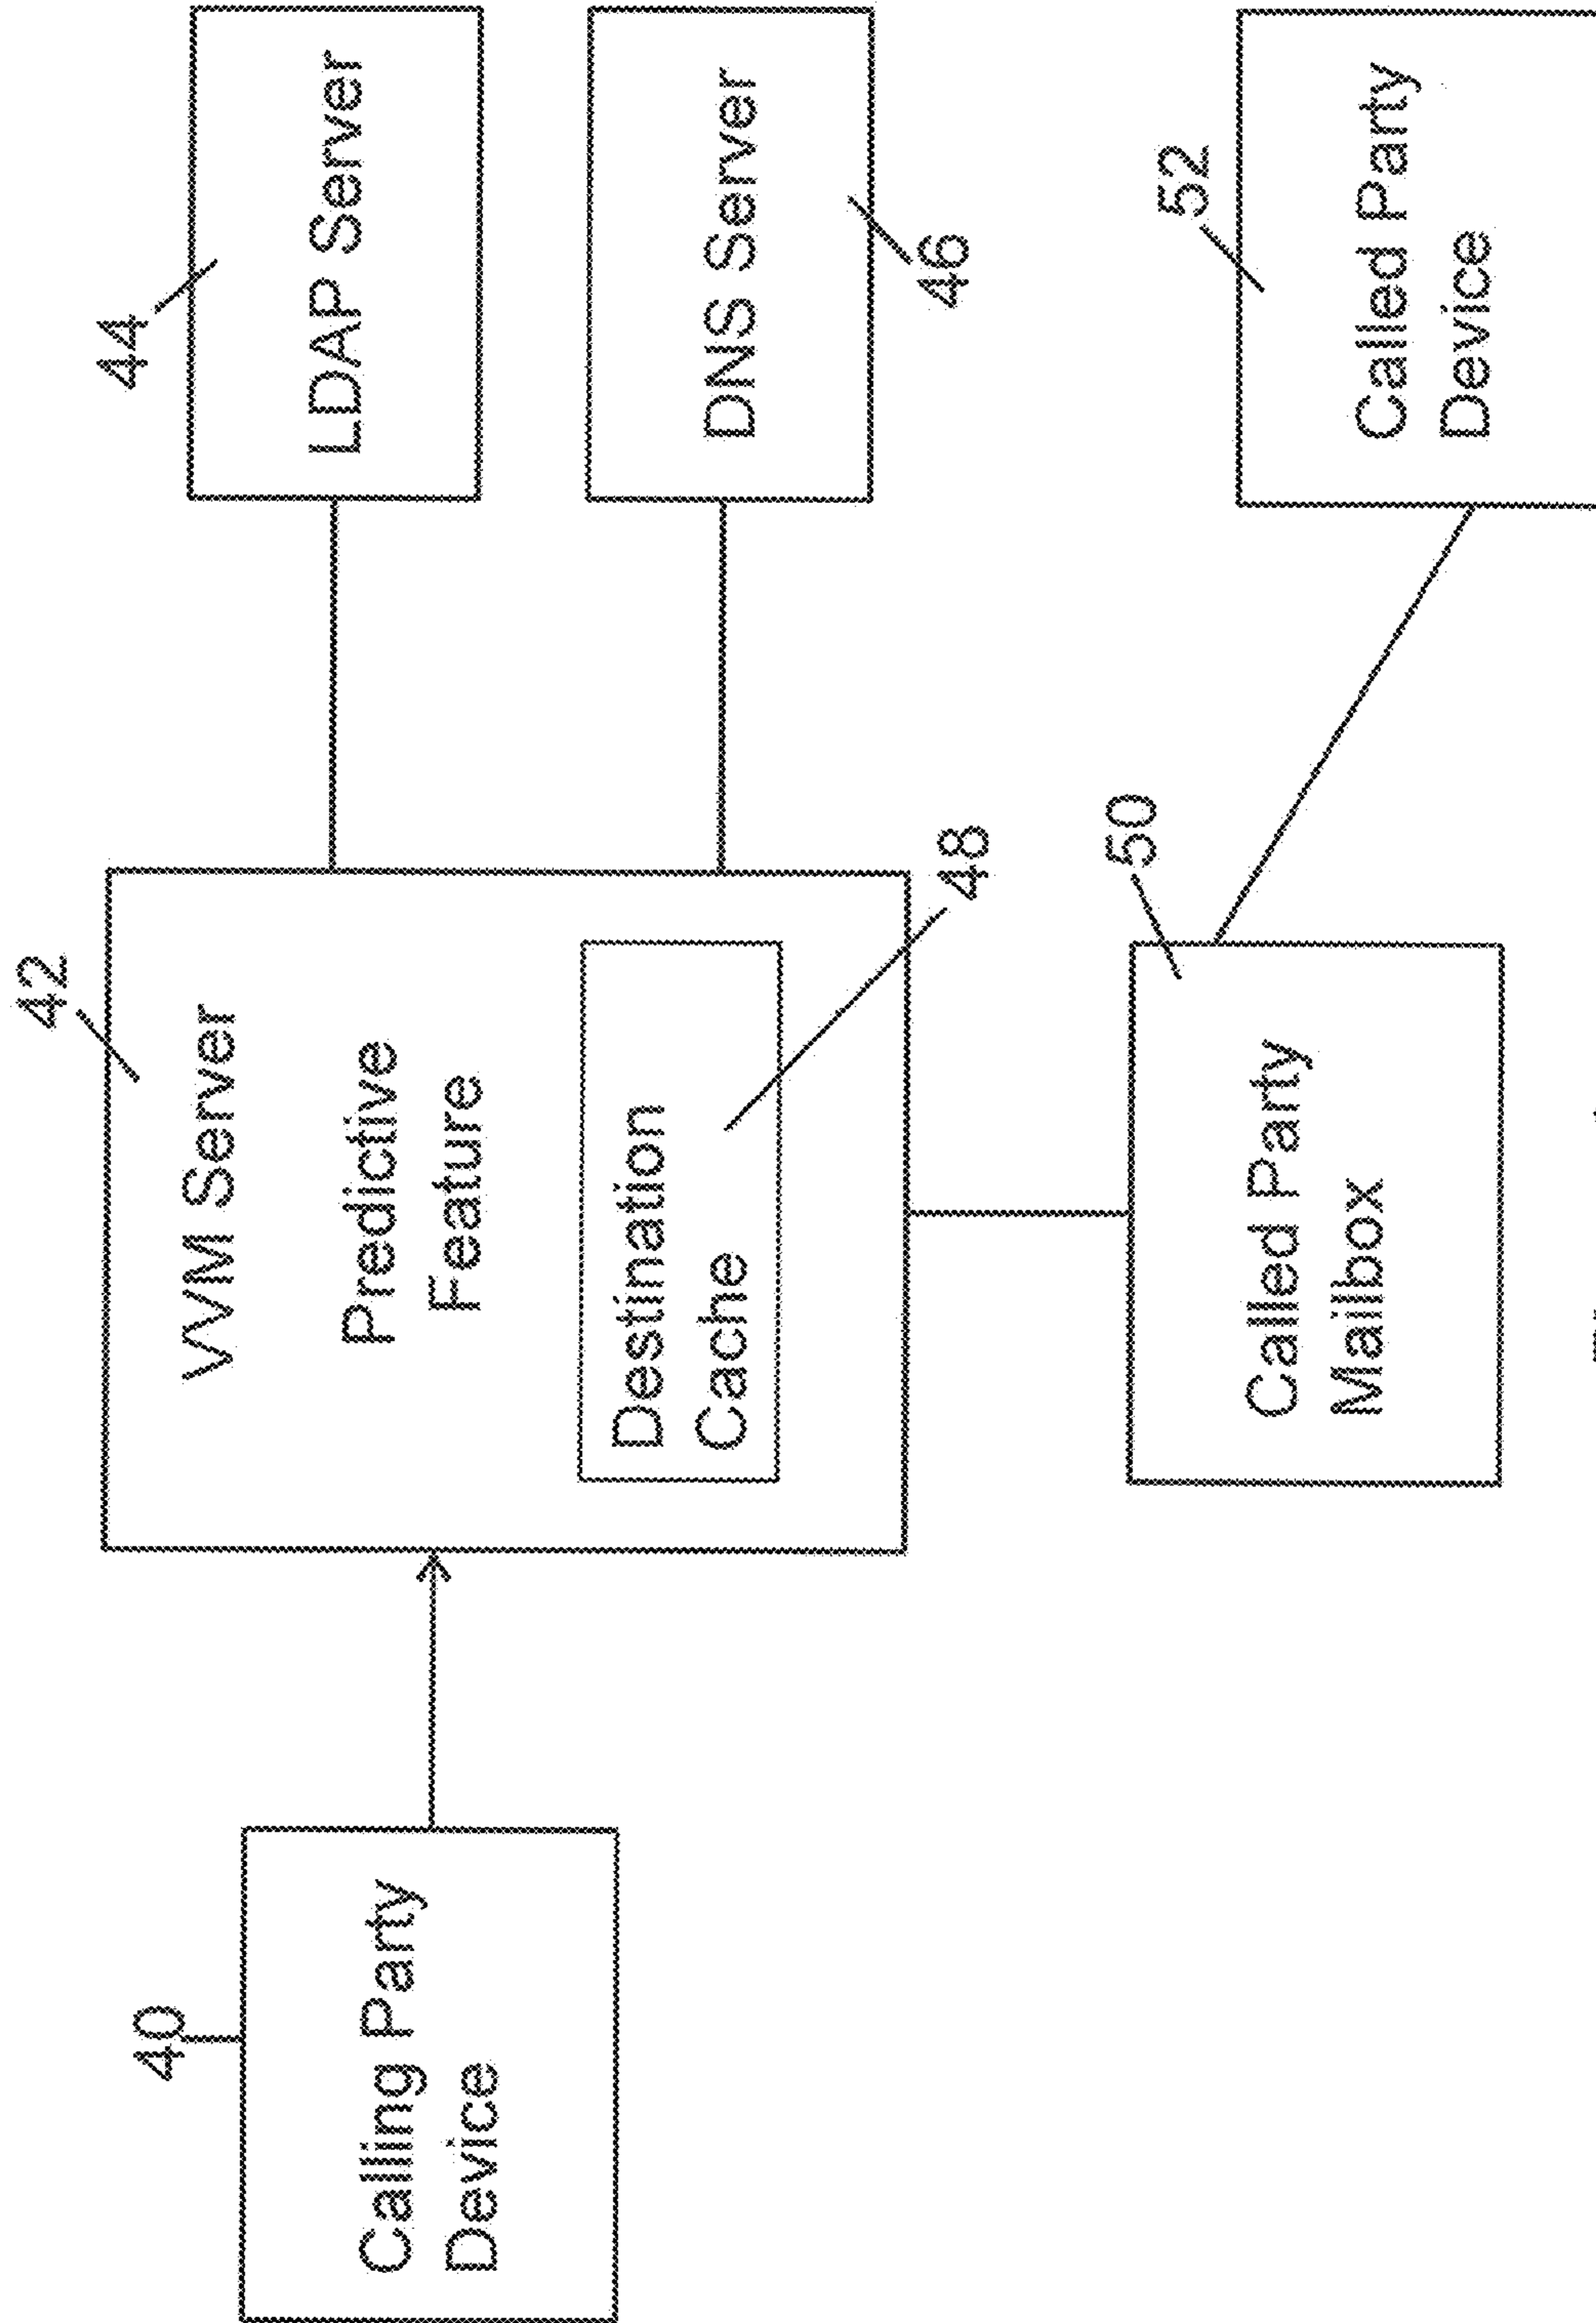 42
44
40
VVM Server
LDAP Server
Calling Party
Device
Predictive
Feature
DNS Server
46
Destination
Cache
48
50
52
Called Party
Mailbox
Called Party
Device